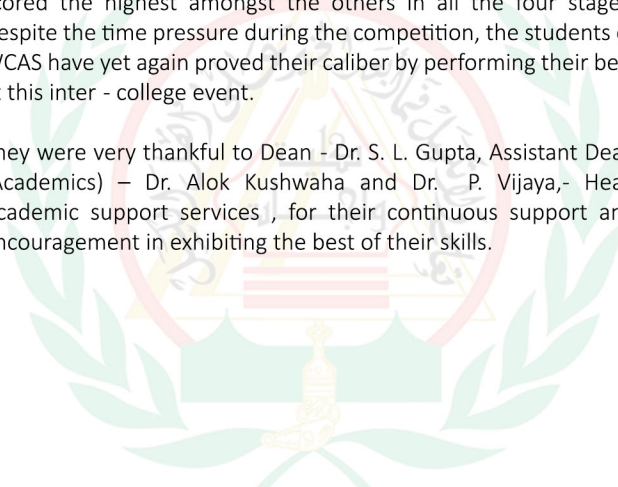 cored the highest amongst the others in all the four stage
espite the time pressure during the competition, the students
CAS have yet again proved their caliber by performing their be
this inter - college event.
hey were very thankful to Dean - Dr. S. L. Gupta, Assistant Dea
Academics) – Dr. Alok Kushwaha and Dr. P. Vijaya,- Hea
cademic support services , for their continuous support an
ncouragement in exhibiting the best of their skills.